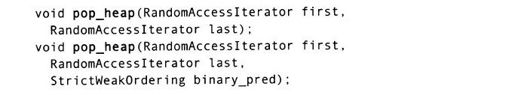 void pop_heap(RandomAccessIterator first,
RandomAccessIterator last);
void pop_heap(RandomAccessIterator first,
RandomAccessIterator last,
StrictWeakOrdering binary_pred);